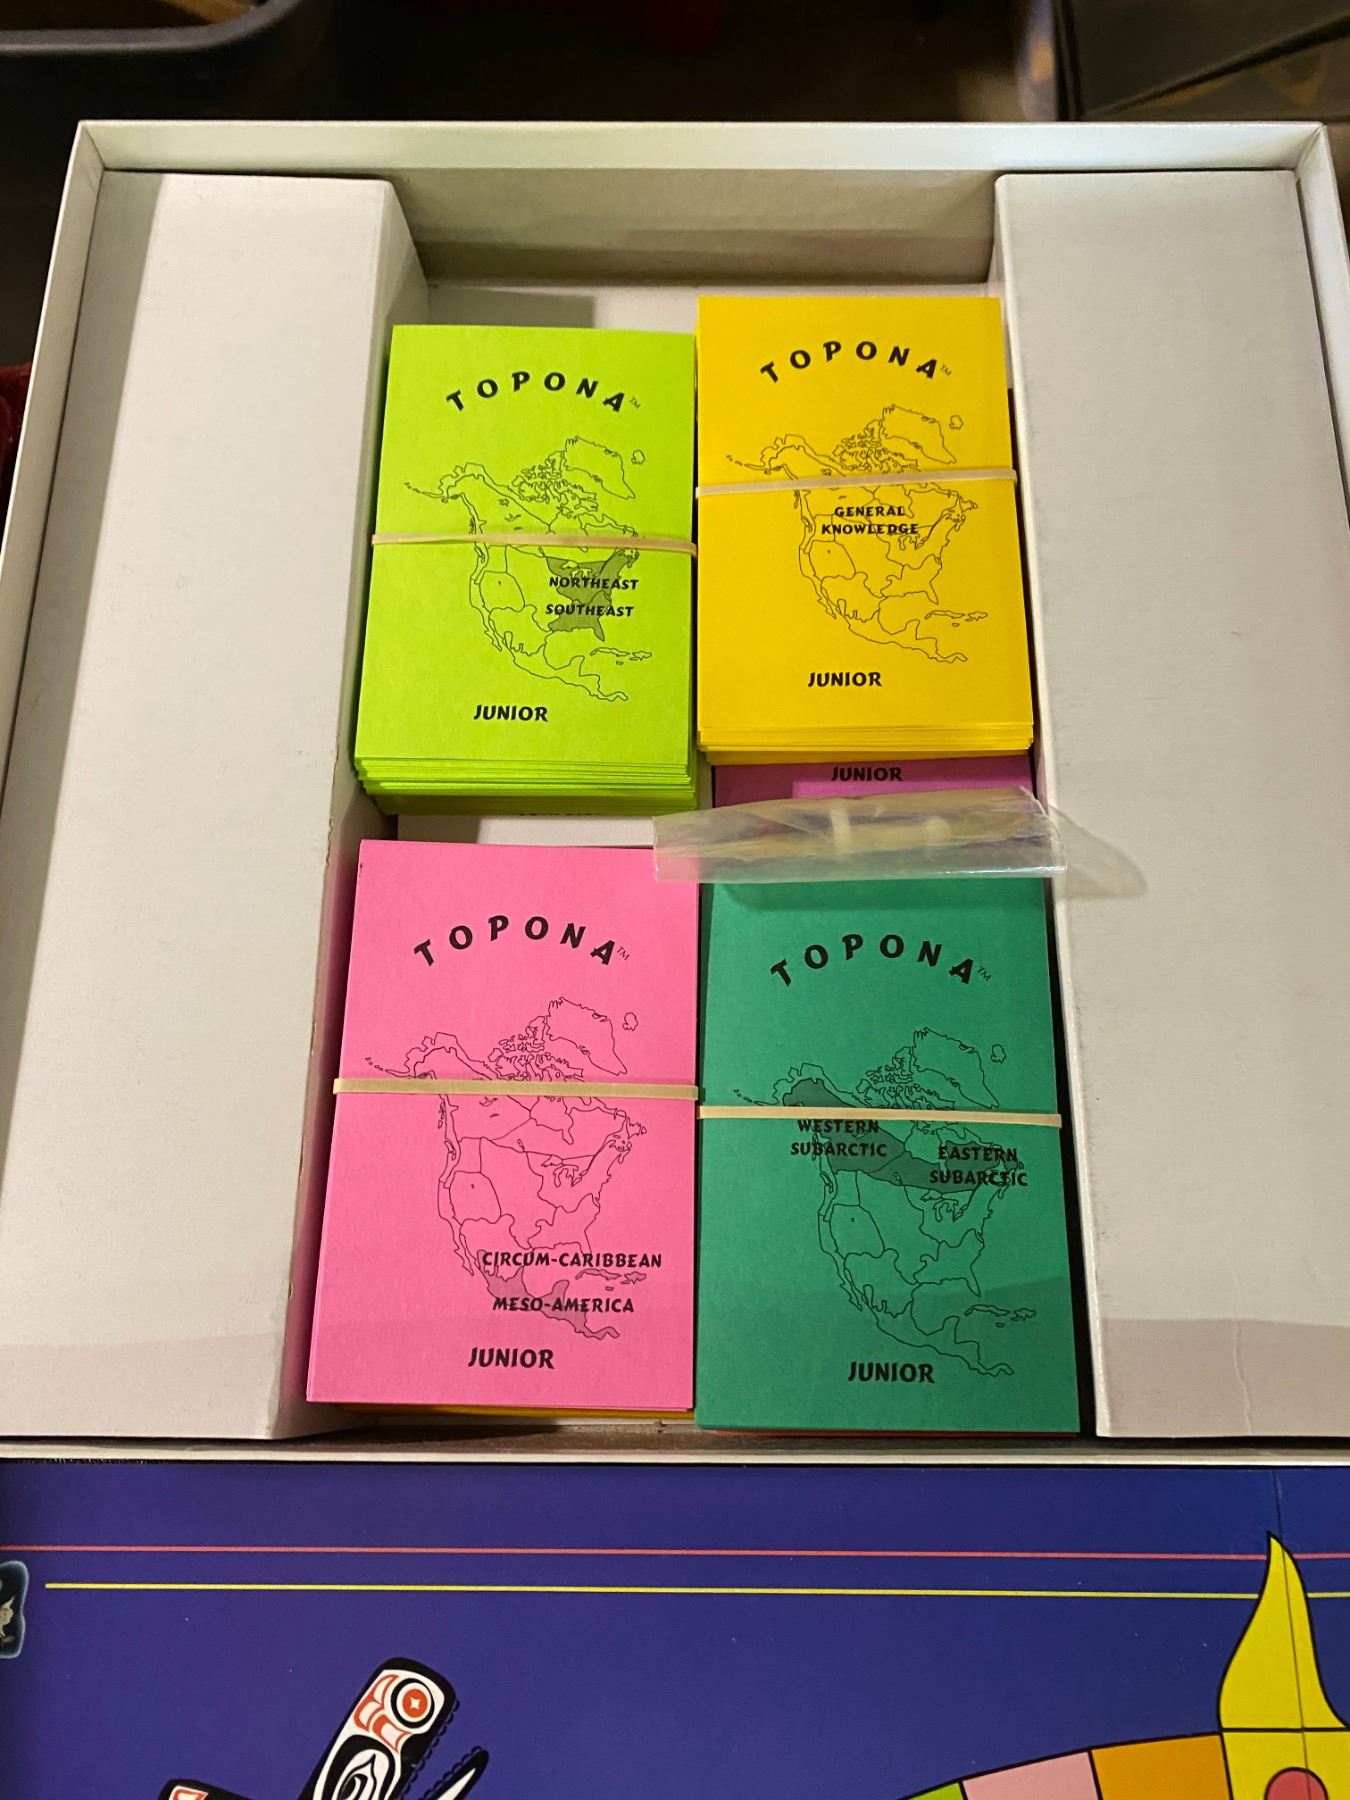 TOPONA™
NORTHEAST
SOUTHEAST
JUNIOR
TOPONA™
GENERAL
KNOWLEDGE
JUNIOR
JUNIOR
TOPONA™
CIRCUM-CARIBBEAN
MESO-AMERICA
JUNIOR
TOPONA™
WESTERN
SUBARCTIC
EASTERN
SUBARCTIC
JUNIOR